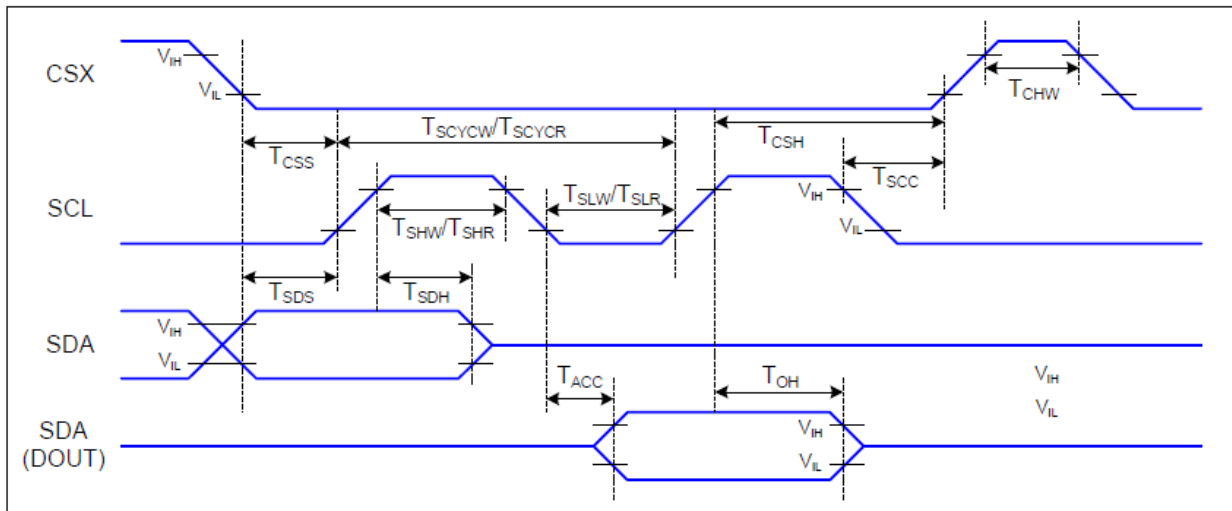 CSX
VIH
VIL
TCHW
TSCYCW/TSCYCR
TCSS
TCSH
TSCC
SCL
TSHW/TSHR
TSLW/TSLR
VIH
VIL
TSDS
TSDH
SDA
VIH
VIL
TACC
TOH
VIH
VIL
SDA
(DOUT)
VIH
VIL